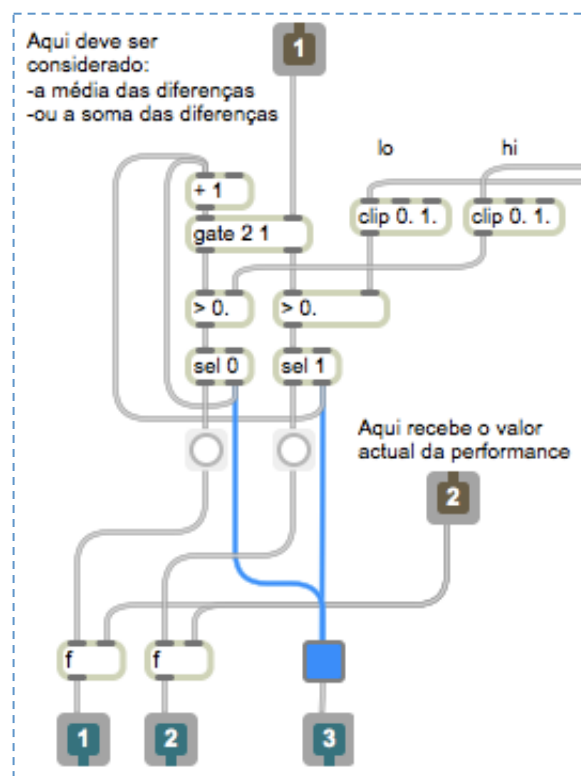 Aqui deve ser
considerado:
-a média das diferenças
-ou a soma das diferenças
1
lo
hi
+ 1
clip 0. 1.
clip 0. 1.
gate 2 1
> 0.
> 0.
sel 0
sel 1
Aqui recebe o valor
actual da performance
2
f
f
1
2
3